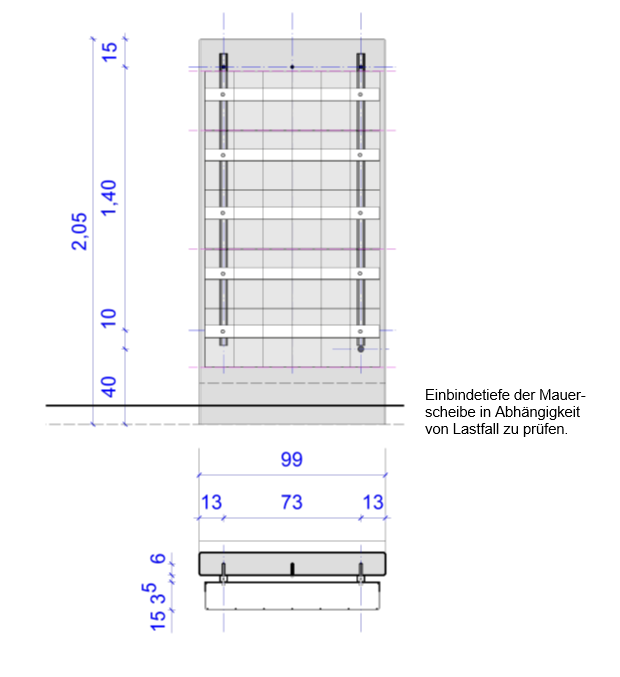 15
1,40
2,05
10
40
Einbindetiefe der Mauer-
scheibe in Abhängigkeit
von Lastfall zu prüfen.
99
13 73 13
6
5
3
15